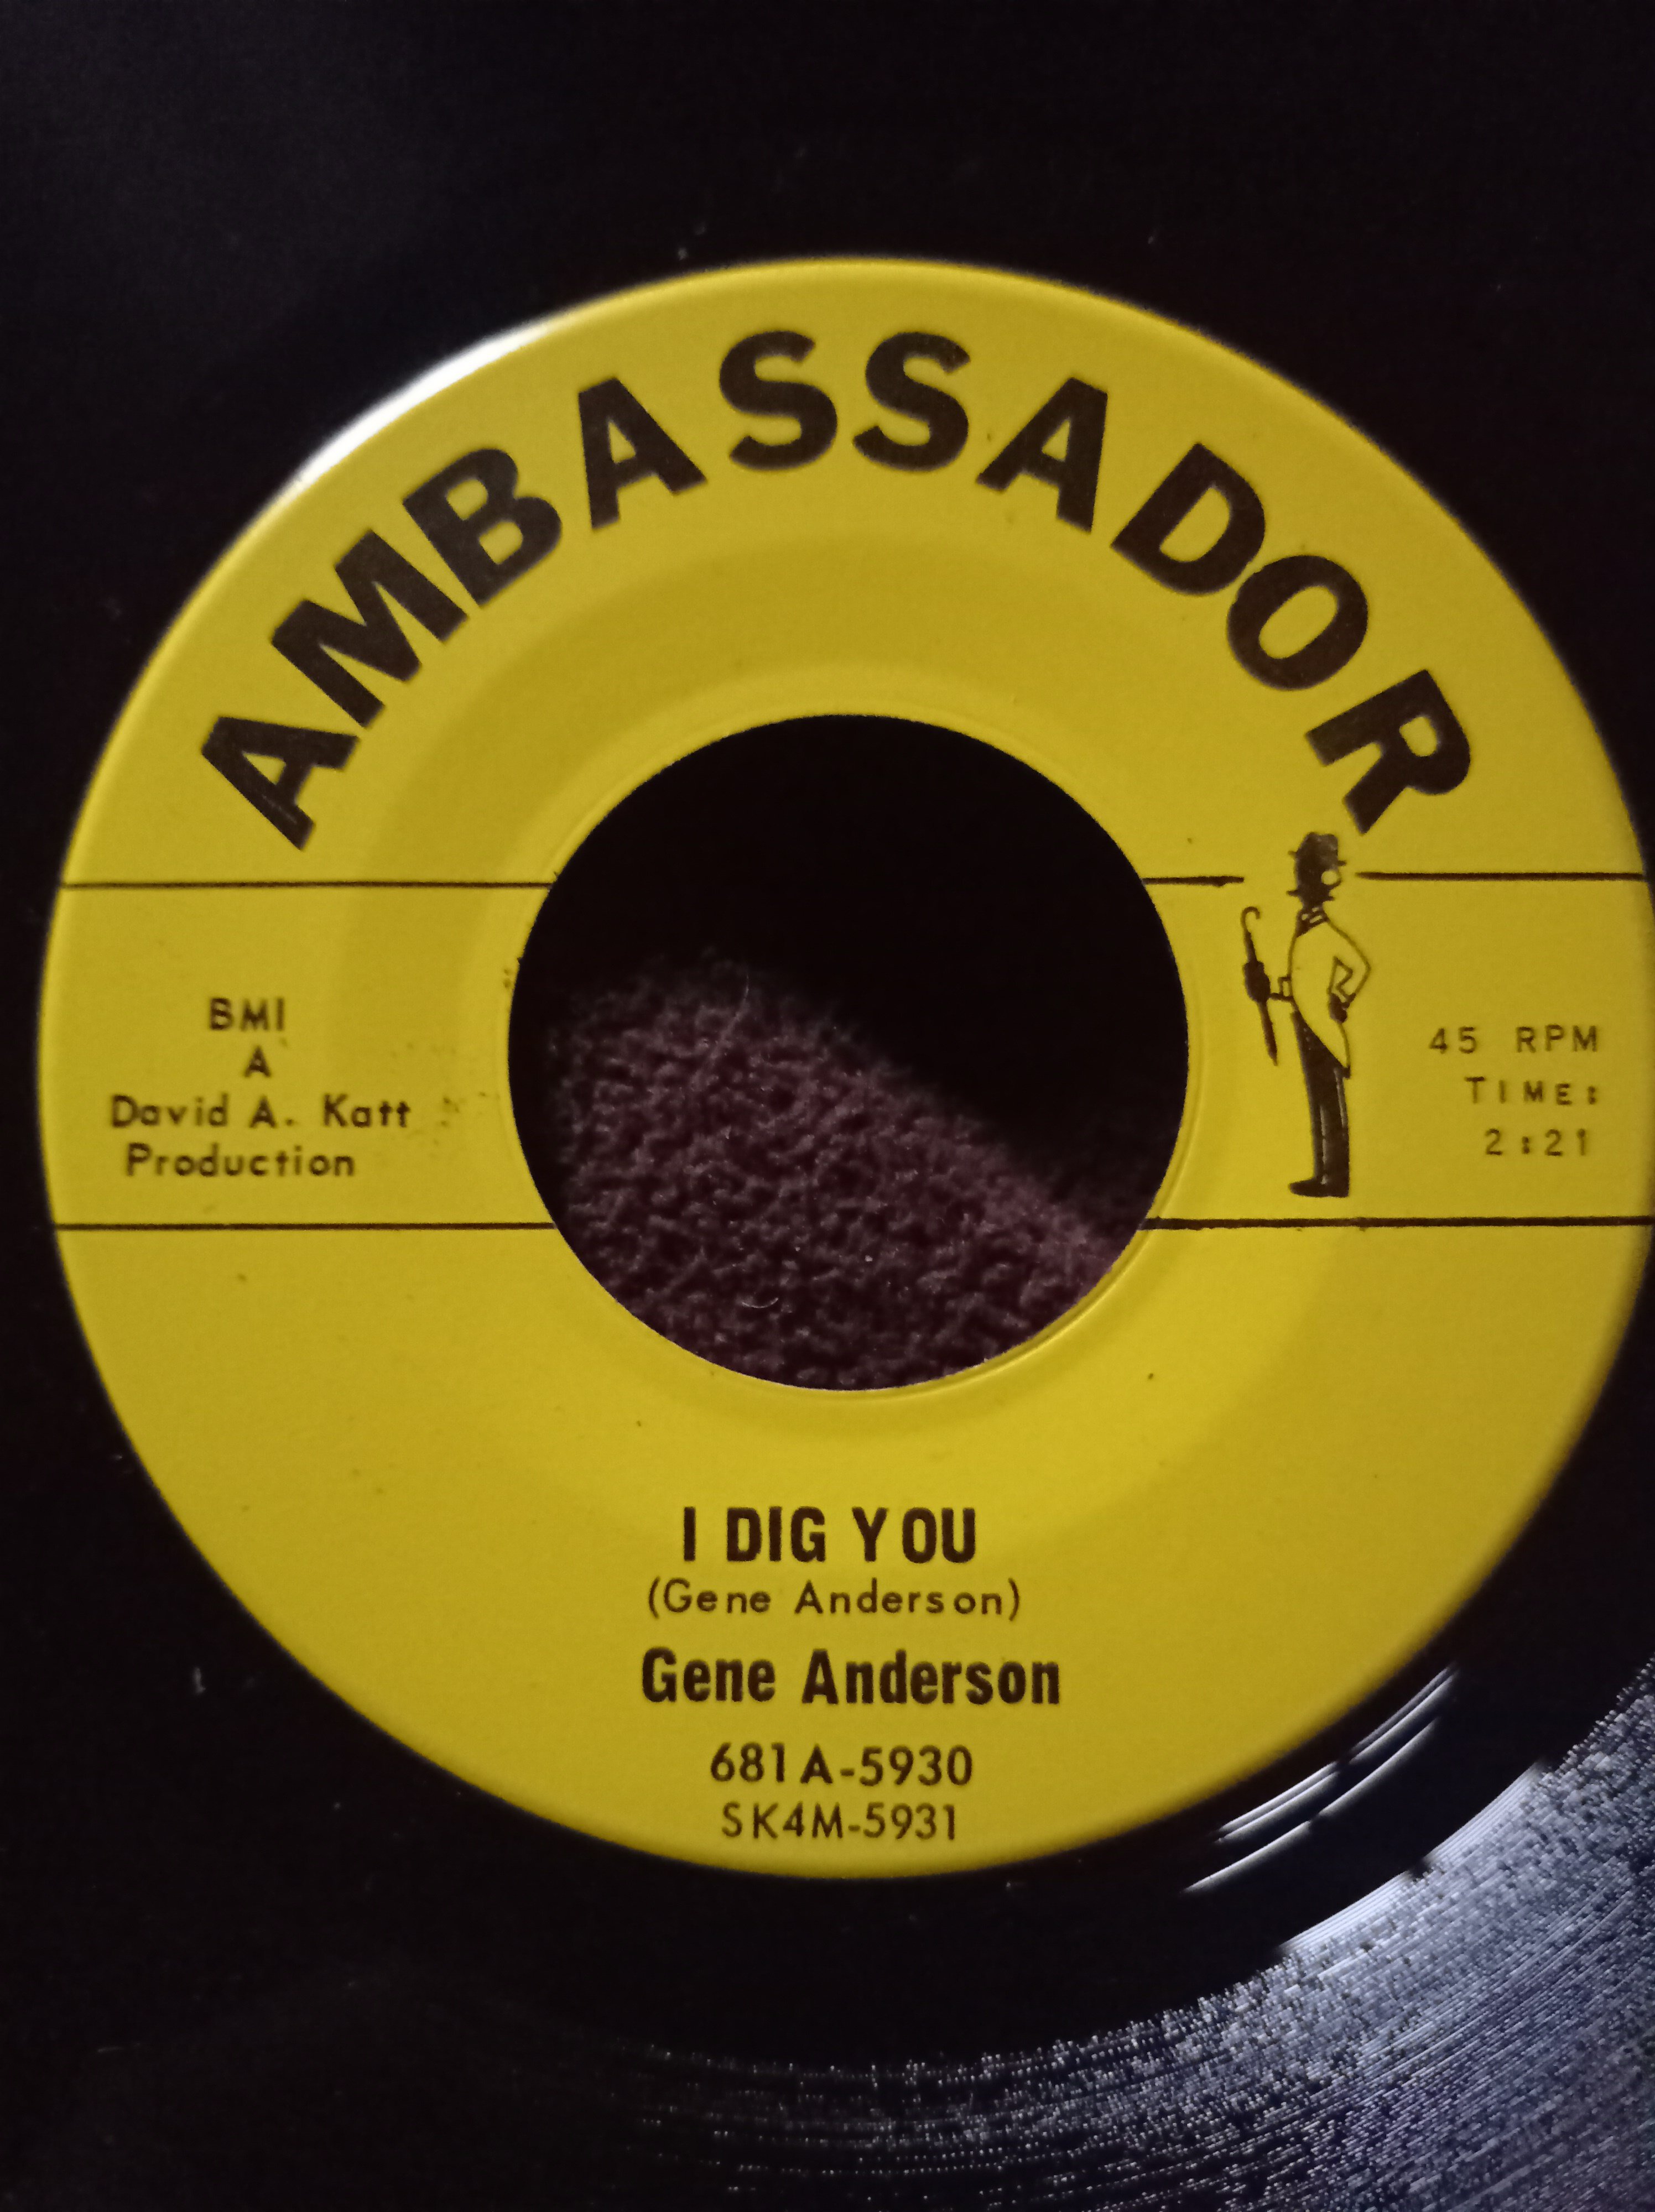 AMBASSADOR
BMI
A
David A. Katt
Production
45 RPM
TIME:
2:21
I DIG YOU
(Gene Anderson)
Gene Anderson
681A-5930
SK4M-5931